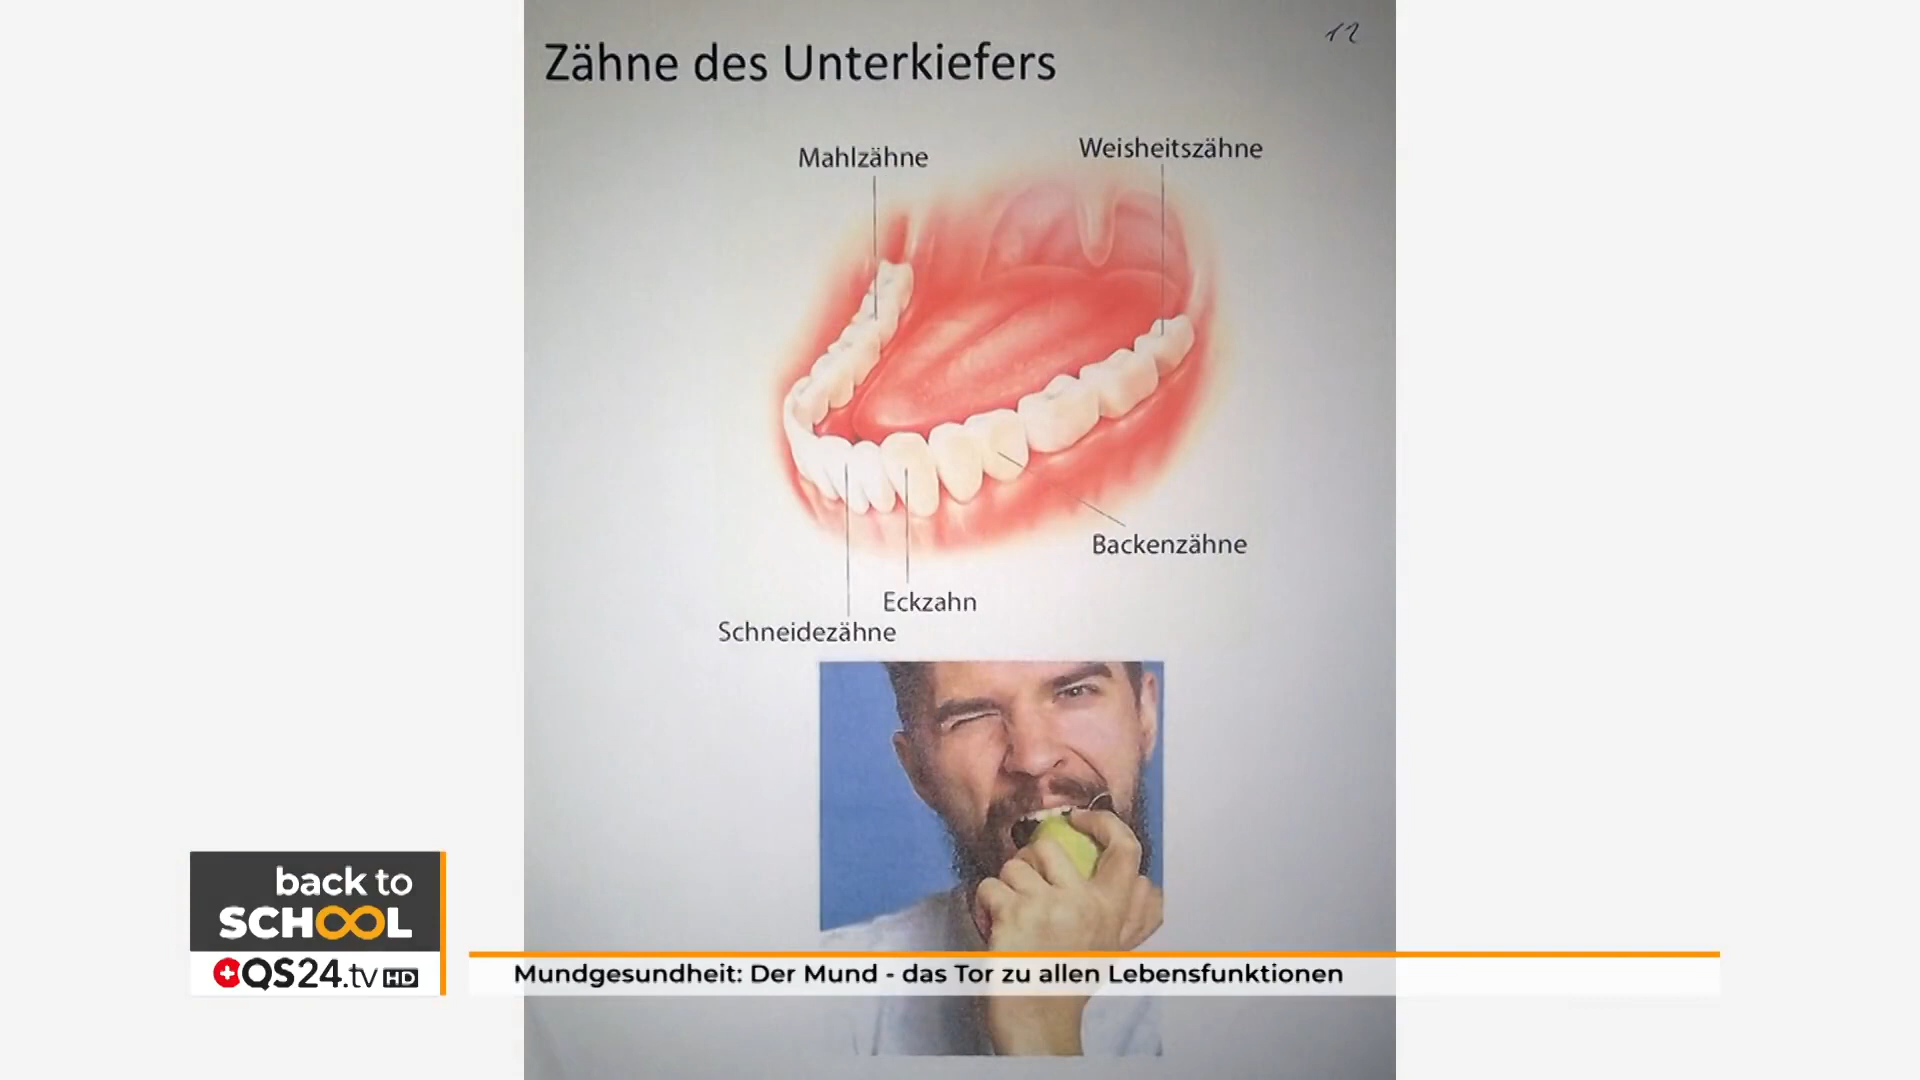 12
Zähne des Unterkiefers
Mahlzähne
Weisheitszähne
Backenzähne
Eckzahn
Schneidezähne
back to
SCHOOL
QS24.tv HD
Mundgesundheit: Der Mund - das Tor zu allen Lebensfunktionen